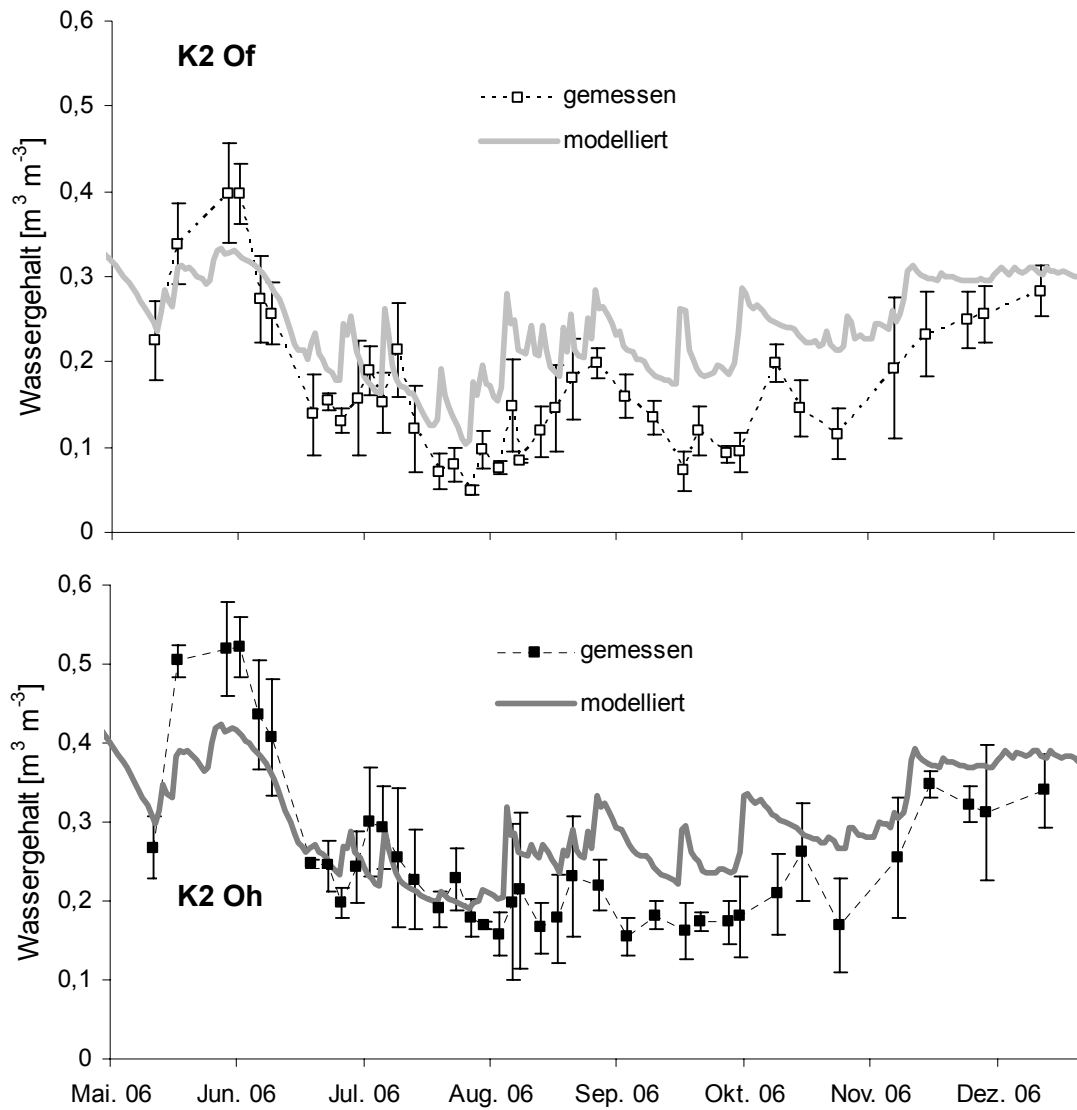 0,6
K2 Of
gemessen
modelliert
0,5
0,4
0,3
0,2
0,1
0
Wassergehalt [m³ m⁻³]
0,6
gemessen
modelliert
0,5
0,4
0,3
0,2
K2 Oh
0,1
0
Wassergehalt [m³ m⁻³]
Mai. 06 Jun. 06 Jul. 06 Aug. 06 Sep. 06 Okt. 06 Nov. 06 Dez. 06